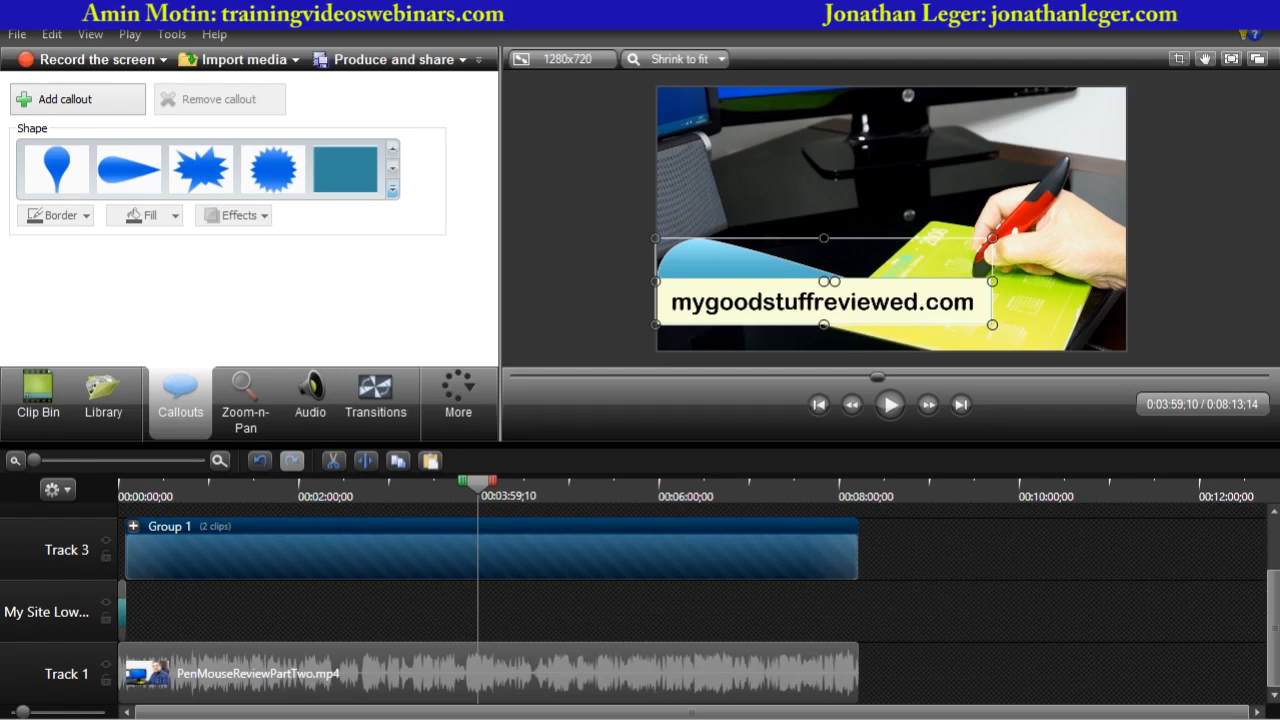 Amin Motin: trainingvideoswebinars.com
Jonathan Leger: jonathanleger.com
File Edit View Play Tools Help
Record the screen Import media Produce and share
1280x720 Shrink to fit
Add callout Remove callout
Shape
Border Fill Effects
mygoodstuffreviewed.com
Clip Bin Library Callouts Zoom-n-Pan Audio Transitions More
0:03:59;10 / 0:08:13;14
00:00:00;00 00:02:00;00 00:03:59;10 00:06:00;00 00:08:00;00 00:10:00;00 00:12:00;00
Group 1 (2 clips)
Track 3
My Site Low...
Track 1
PenMouseReviewPartTwo.mp4